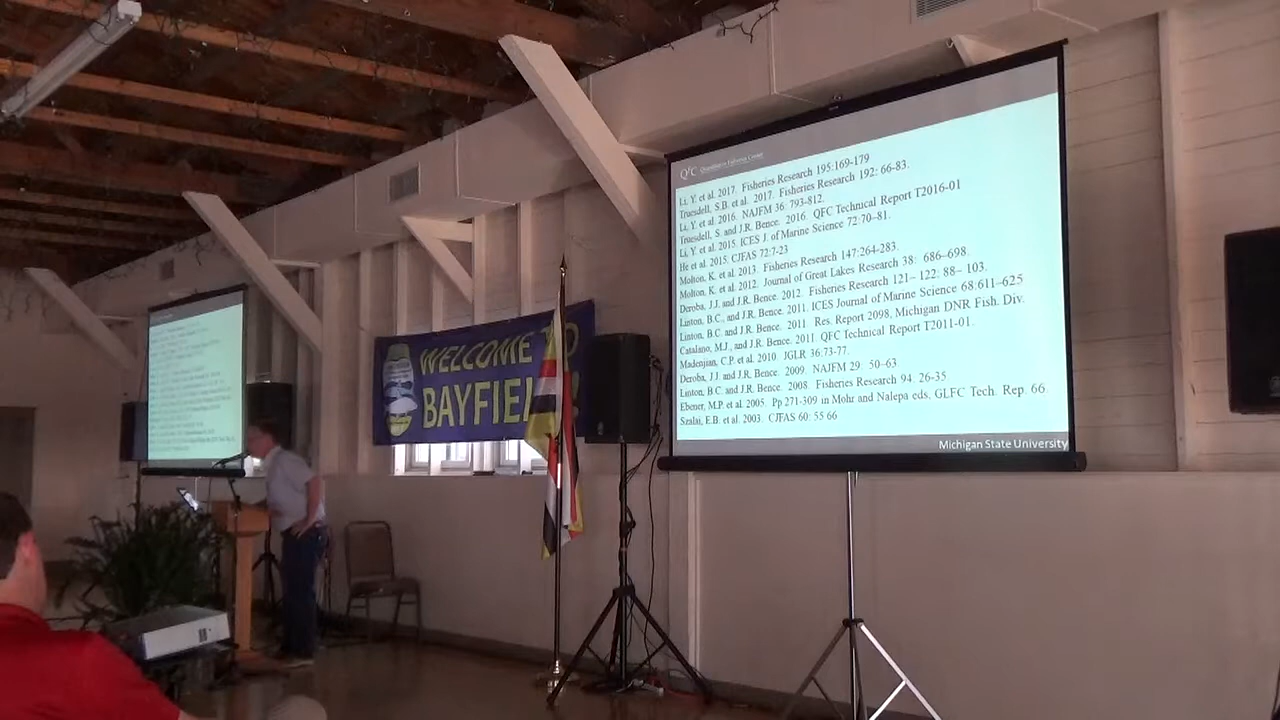 WELCOME TO
BAYFIEL
QFC Quantitative Fisheries Center
Li, Y. et al. 2017. Fisheries Research 195:169-179
Truesdell, S.B. et al. 2017. Fisheries Research 192: 66-83.
Li, Y. et al. 2016. NAJFM 36: 793-812.
Truesdell, S. and J.R. Bence. 2016. QFC Technical Report T2016-01
Li, Y. et al. 2015. ICES J. of Marine Science 72:70–81.
He et al. 2015. CJFAS 72:7-23
Molton, K. et al. 2013. Fisheries Research 147:264-283.
Molton, K. et al. 2012. Journal of Great Lakes Research 38: 686–698.
Deroba, J.J. and J.R. Bence. 2012. Fisheries Research 121– 122: 88– 103.
Linton, B.C., and J.R. Bence. 2011. ICES Journal of Marine Science 68:611–625
Linton, B.C. and J.R. Bence. 2011. Res. Report 2098, Michigan DNR Fish. Div.
Catalano, M.J., and J.R. Bence. 2011. QFC Technical Report T2011-01.
Madenjian, C.P. et al. 2010. JGLR 36:73-77.
Deroba, J.J. and J.R. Bence. 2009. NAJFM 29: 50–63
Linton, B.C. and J.R. Bence. 2008. Fisheries Research 94: 26-35
Ebener, M.P. et al. 2005. Pp 271-309 in Mohr and Nalepa eds, GLFC Tech. Rep. 66
Szalai, E.B. et al. 2003. CJFAS 60: 55 66
Michigan State University